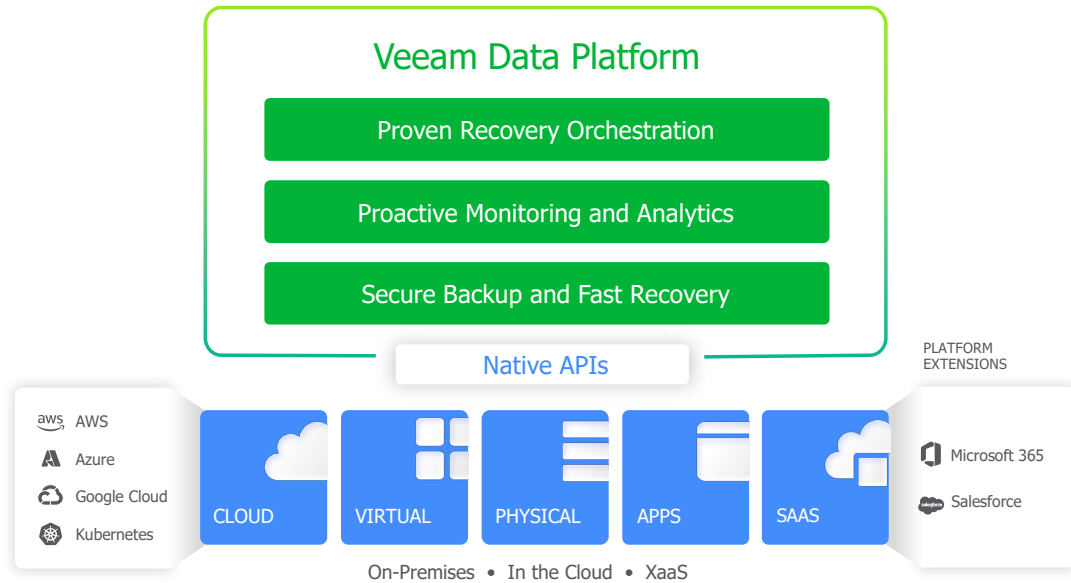 Veeam Data Platform
Proven Recovery Orchestration
Proactive Monitoring and Analytics
Secure Backup and Fast Recovery
Native APIs
PLATFORM
EXTENSIONS
aws AWS
Azure
Google Cloud
Kubernetes
CLOUD
VIRTUAL
PHYSICAL
APPS
SAAS
Microsoft 365
salesforce Salesforce
On-Premises • In the Cloud • XaaS